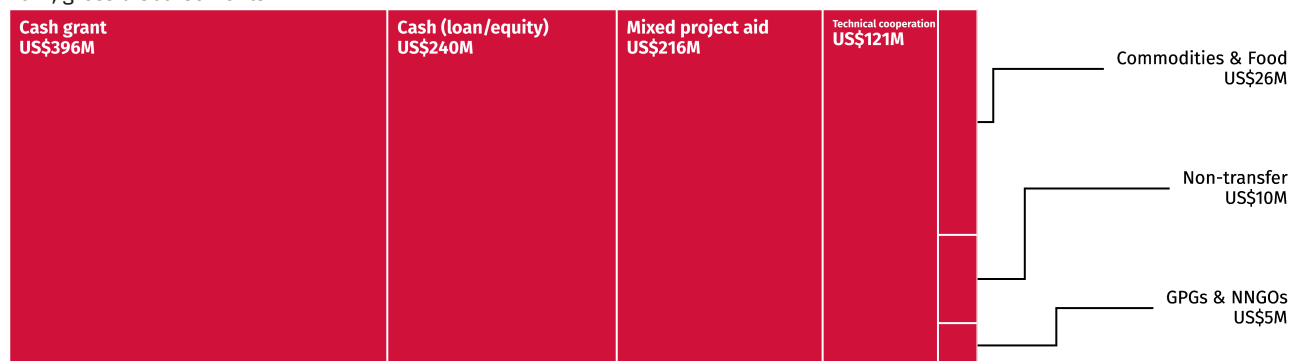 Cash grant
US$396M
Cash (loan/equity)
US$240M
Mixed project aid
US$216M
Technical cooperation
US$121M
Commodities & Food
US$26M
Non-transfer
US$10M
GPGs & NNGOs
US$5M